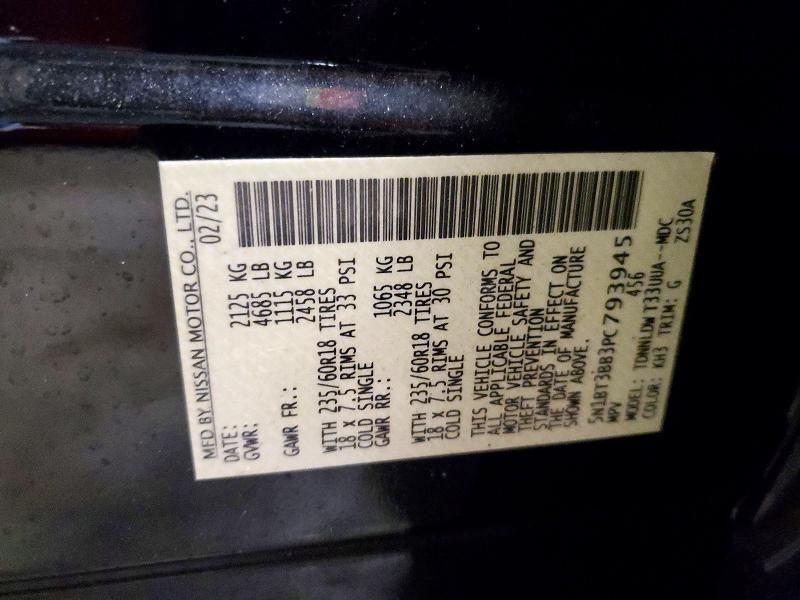 MFD BY NISSAN MOTOR CO., LTD.
DATE: 02/23
GVWR: 2125 KG
4685 LB
GAWR FR.: 1115 KG
2458 LB
WITH 235/60R18 TIRES
18 X 7.5 RIMS AT 33 PSI
COLD SINGLE
GAWR RR.: 1065 KG
2348 LB
WITH 235/60R18 TIRES
18 X 7.5 RIMS AT 30 PSI
COLD SINGLE
THIS VEHICLE CONFORMS TO
ALL APPLICABLE FEDERAL
MOTOR VEHICLE SAFETY AND
THEFT PREVENTION
STANDARDS IN EFFECT ON
THE DATE OF MANUFACTURE
SHOWN ABOVE.
5N1BT3BB3PC793945
MPV 456
MODEL: TDNNLDWT33UUA--MDC
COLOR: KH3 TRIM: G ZS30A